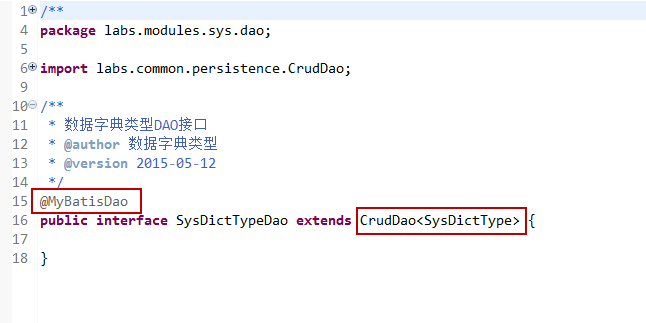 1 /**
4 package labs.modules.sys.dao;
5
6 import labs.common.persistence.CrudDao;
9
10 /**
11  * 数据字典类型DAO接口
12  * @author 数据字典类型
13  * @version 2015-05-12
14  */
15 @MyBatisDao
16 public interface SysDictTypeDao extends CrudDao<SysDictType> {
17
18 }